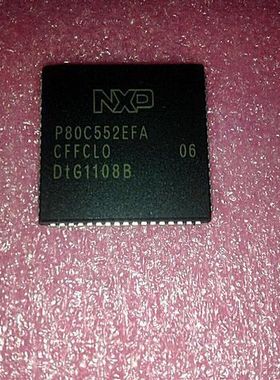 NXP
P80C552EFA
CFFCLO 06
DtG1108B